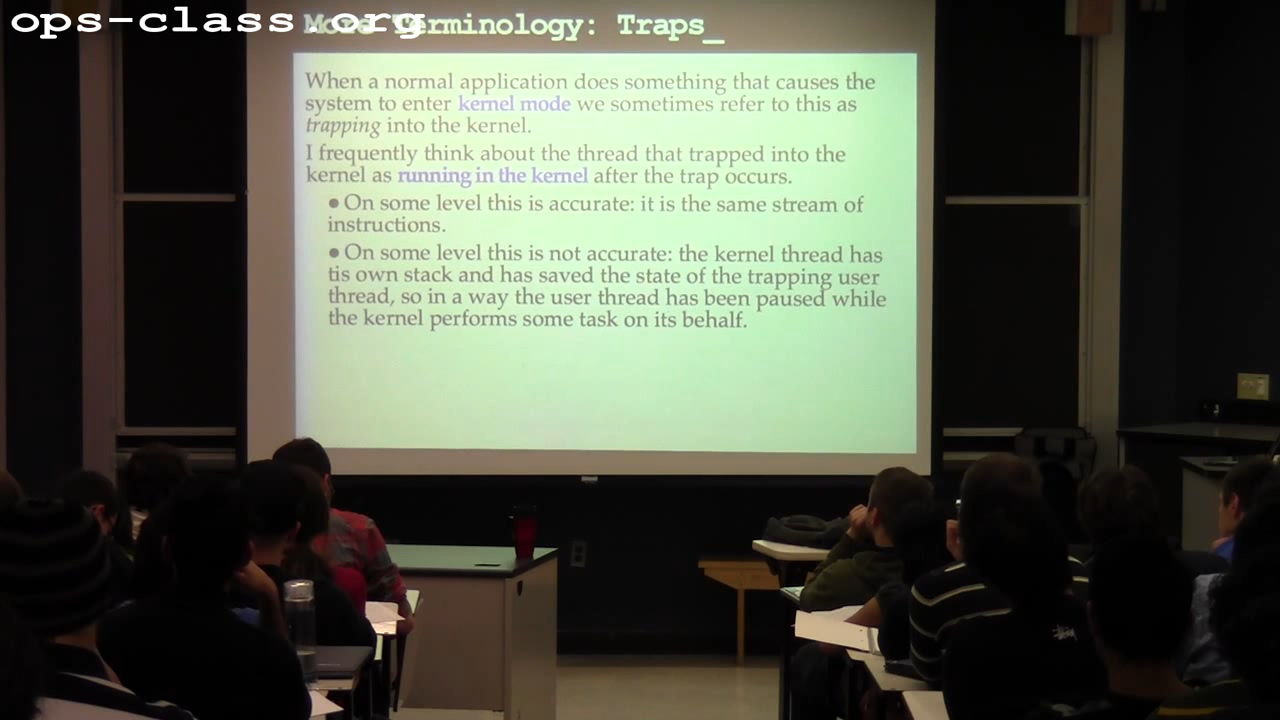 ops-class.org
More Terminology: Traps_
When a normal application does something that causes the
system to enter kernel mode we sometimes refer to this as
trapping into the kernel.
I frequently think about the thread that trapped into the
kernel as running in the kernel after the trap occurs.
● On some level this is accurate: it is the same stream of
instructions.
● On some level this is not accurate: the kernel thread has
tis own stack and has saved the state of the trapping user
thread, so in a way the user thread has been paused while
the kernel performs some task on its behalf.